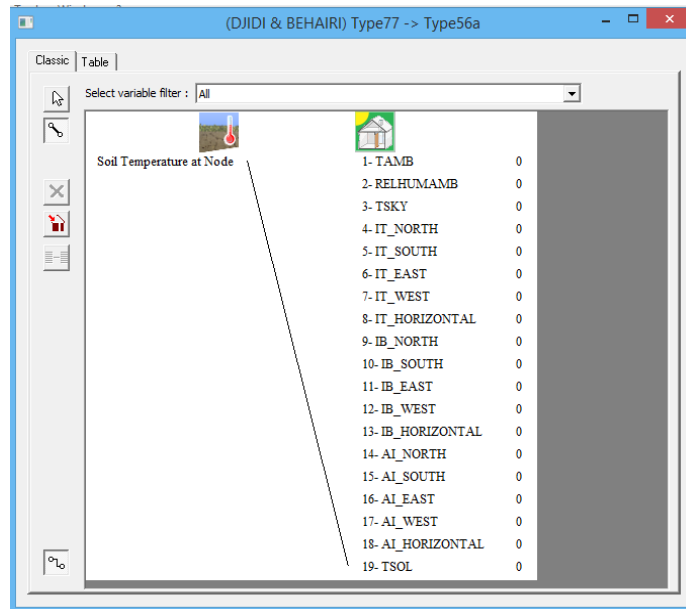 (DJIDI & BEHAIRI) Type77 -> Type56a
Classic Table
Select variable filter : All
Soil Temperature at Node
1- TAMB 0
2- RELHUMAMB 0
3- TSKY 0
4- IT_NORTH 0
5- IT_SOUTH 0
6- IT_EAST 0
7- IT_WEST 0
8- IT_HORIZONTAL 0
9- IB_NORTH 0
10- IB_SOUTH 0
11- IB_EAST 0
12- IB_WEST 0
13- IB_HORIZONTAL 0
14- AI_NORTH 0
15- AI_SOUTH 0
16- AI_EAST 0
17- AI_WEST 0
18- AI_HORIZONTAL 0
19- TSOL 0